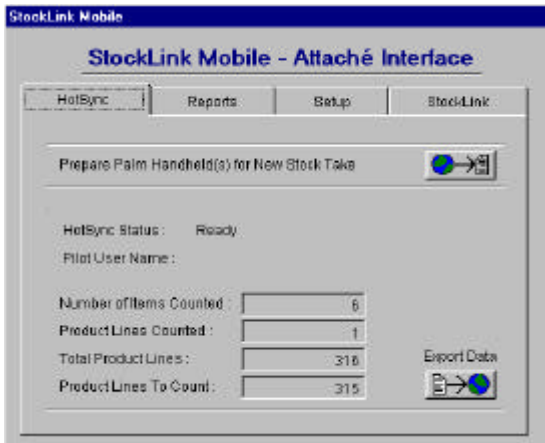 StockLink Mobile
StockLink Mobile - Attaché Interface
HotSync Reports Setup StockLink
Prepare Palm Handheld(s) for New Stock Take
HotSync Status: Ready
Pilot User Name:
Number of Items Counted: 6
Product Lines Counted: 1
Total Product Lines: 316
Export Data
Product Lines To Count: 315